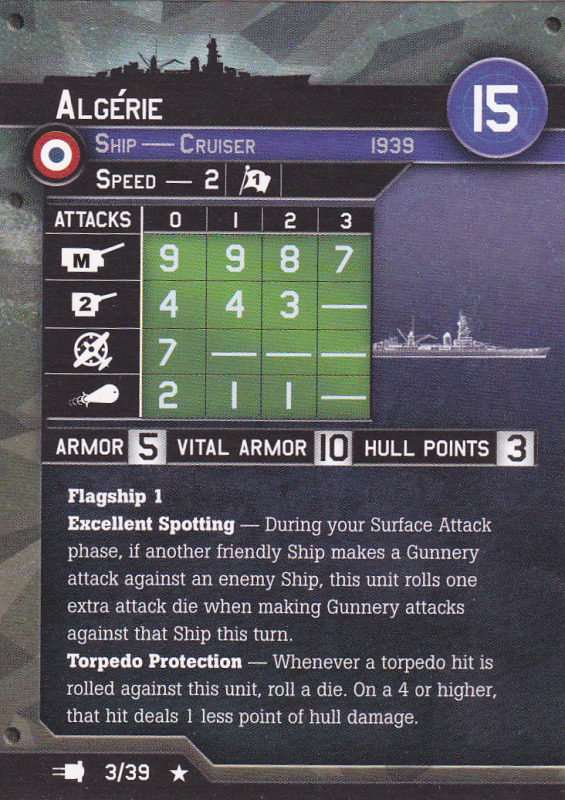 ALGÉRIE
15
SHIP — CRUISER 1939
SPEED — 2 1
ATTACKS 0 1 2 3
M 9 9 8 7
2 4 4 3 —
7 — — —
2 1 1 —
ARMOR 5 VITAL ARMOR 10 HULL POINTS 3
Flagship 1
Excellent Spotting — During your Surface Attack
phase, if another friendly Ship makes a Gunnery
attack against an enemy Ship, this unit rolls one
extra attack die when making Gunnery attacks
against that Ship this turn.
Torpedo Protection — Whenever a torpedo hit is
rolled against this unit, roll a die. On a 4 or higher,
that hit deals 1 less point of hull damage.
3/39 ★